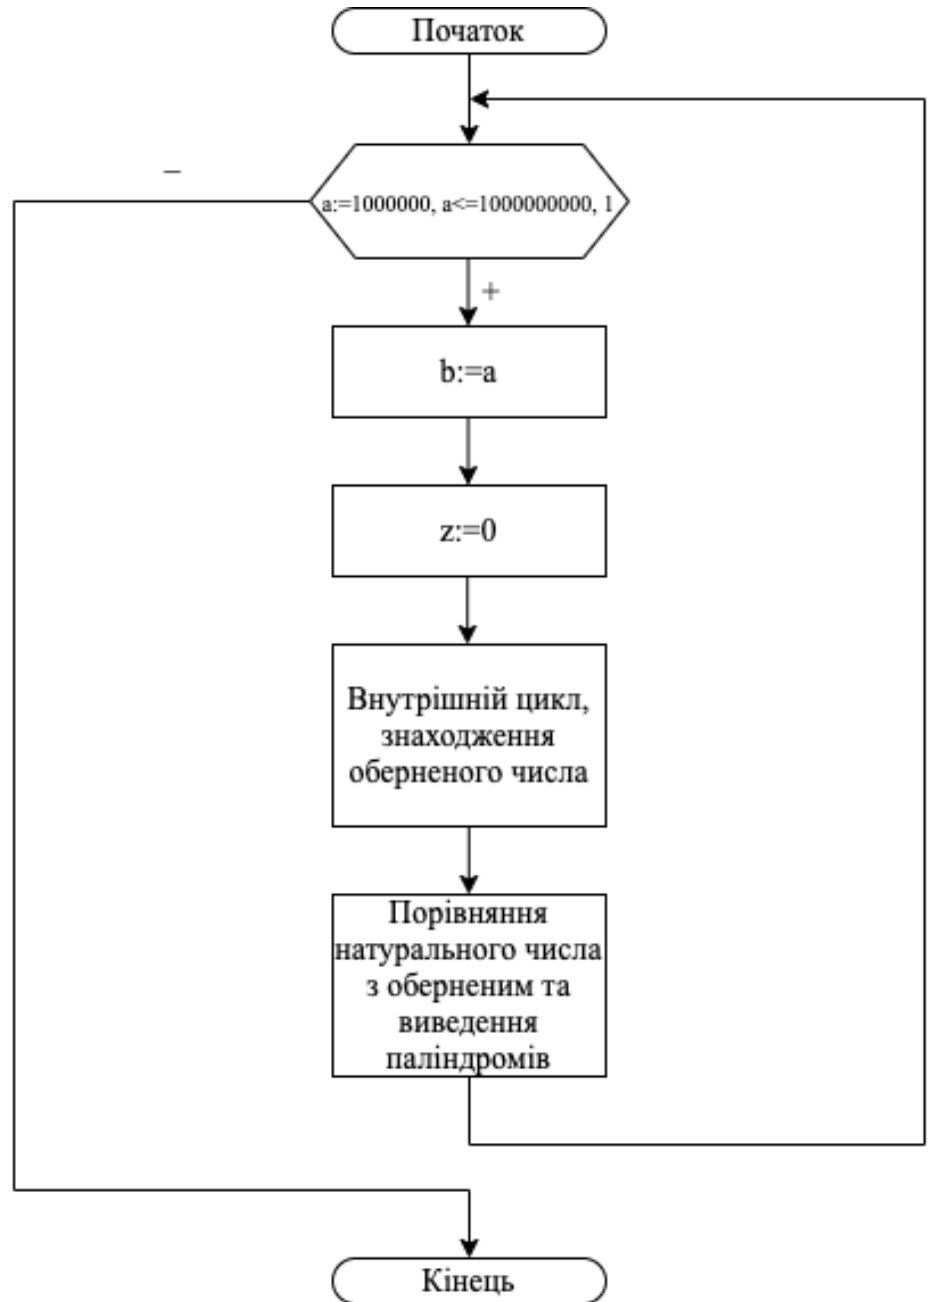 Початок
–
a:=1000000, a<=1000000000, 1
+
b:=a
z:=0
Внутрішній цикл,
знаходження
оберненого числа
Порівняння
натурального числа
з оберненим та
виведення
паліндромів
Кінець